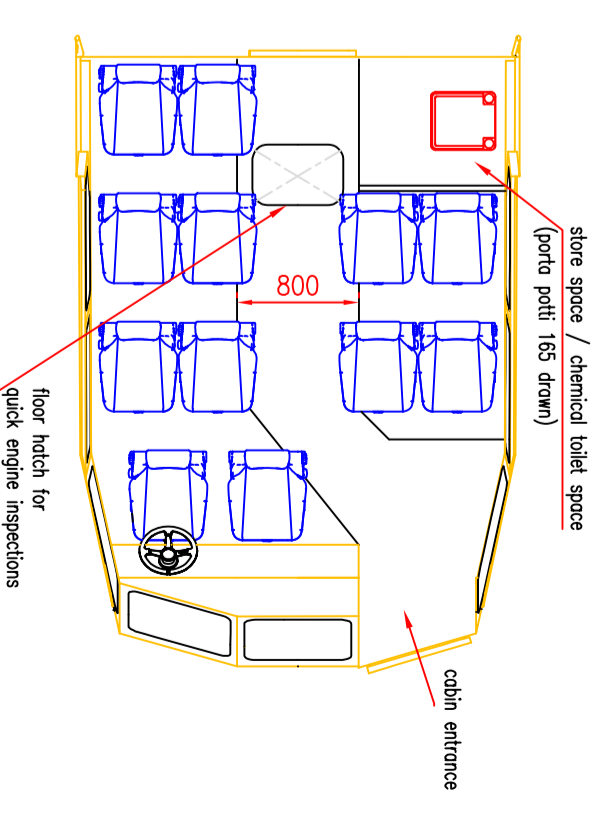 store space / chemical toilet space
(porta potti 165 drawn)
800
floor hatch for
quick engine inspections
cabin entrance